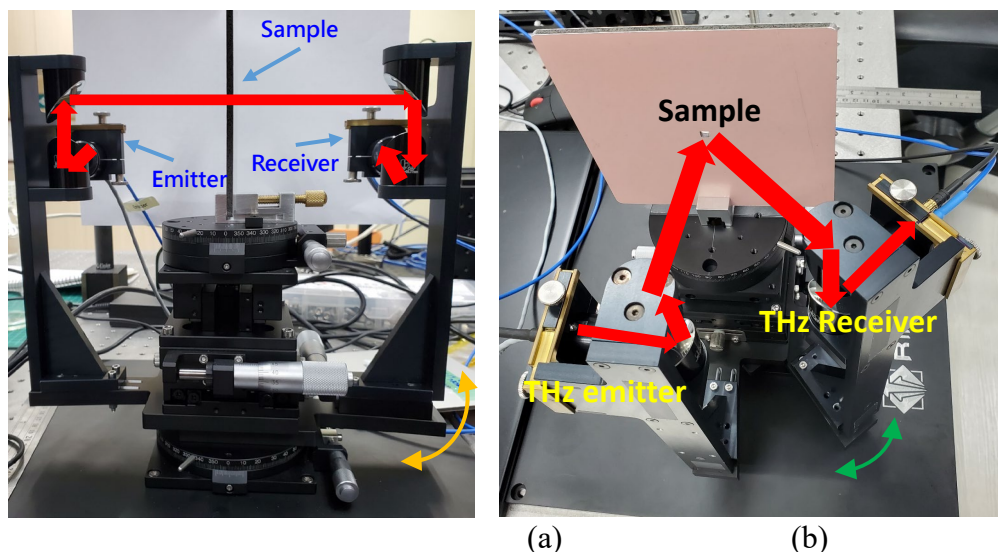 Sample
Emitter
Receiver
Sample
THz emitter
THz Receiver
(a)
(b)